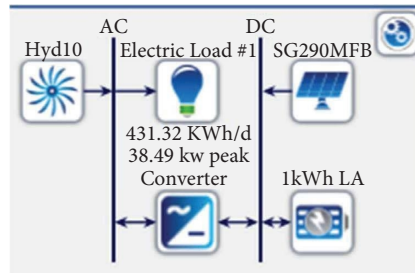 AC
DC
Hyd10
Electric Load #1
SG290MFB
431.32 KWh/d
38.49 kw peak
Converter
1kWh LA